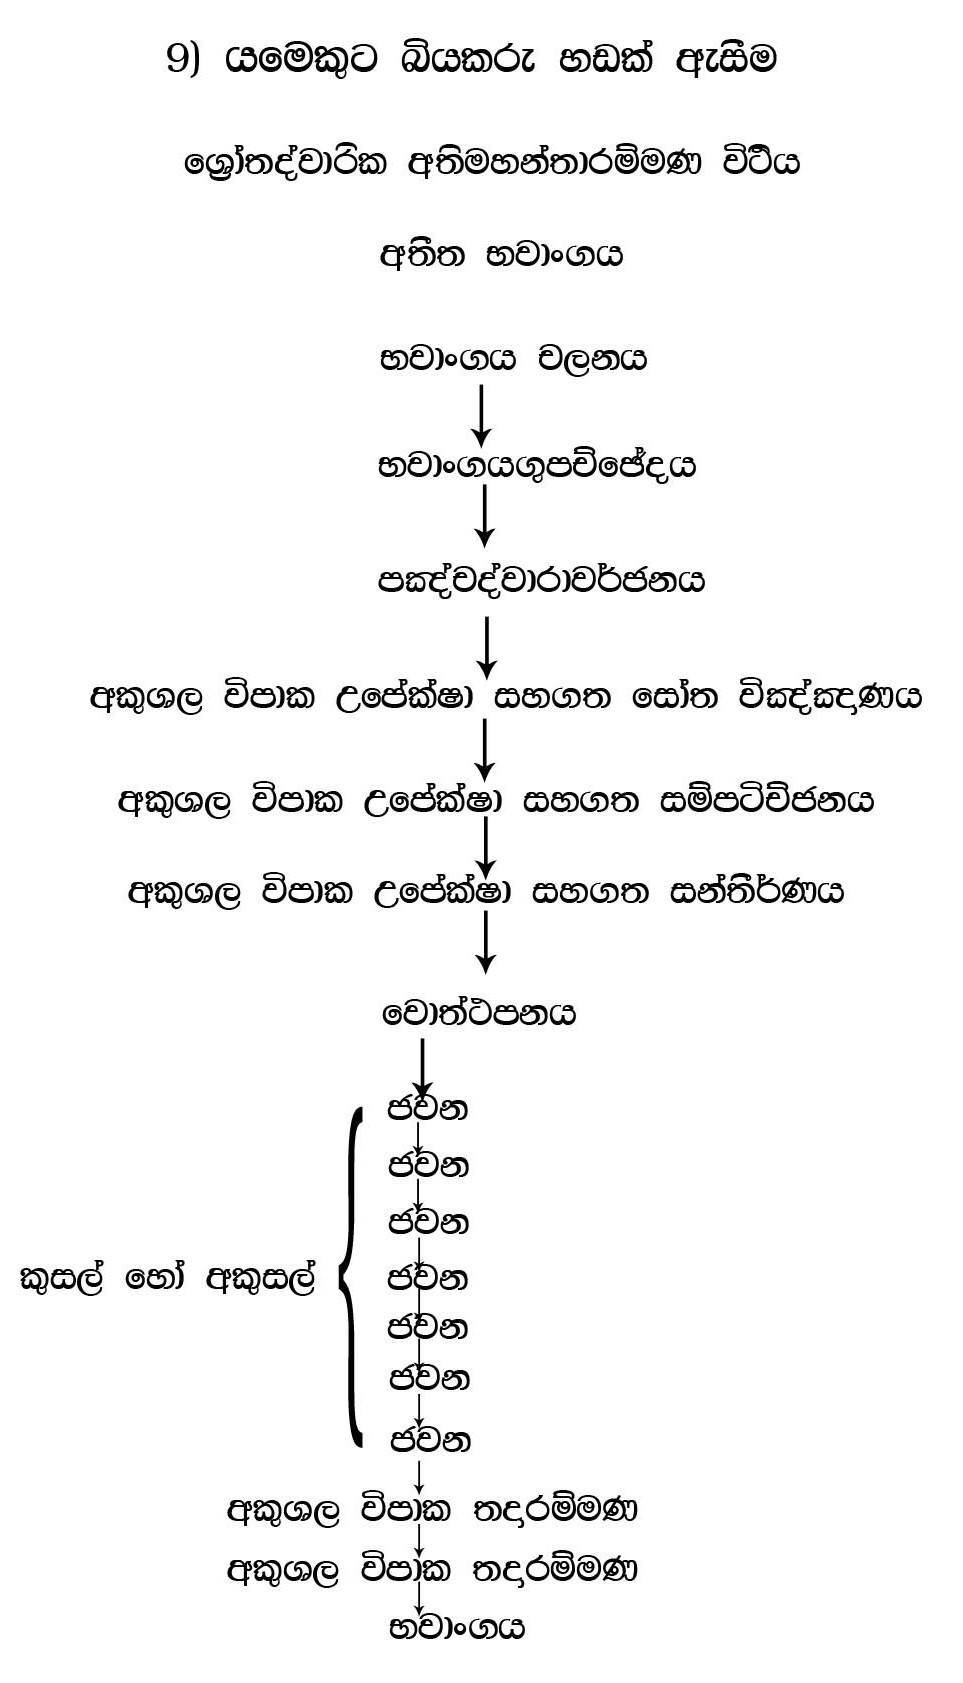 9) යමෙකුට බියකරු හඩක් ඇසීම
ශ්‍රෝතද්වාරික අතිමහන්තාරම්මණ විථිය
අතීත භවාංගය
භවාංගය චලනය
භවාංගයගුපච්ඡේදය
පඤ්චද්වාරාවර්ජනය
අකුශල විපාක උපේක්ෂා සහගත සෝත විඤ්ඤාණය
අකුශල විපාක උපේක්ෂා සහගත සම්පටිච්ජනය
අකුශල විපාක උපේක්ෂා සහගත සන්තීර්ණය
වොත්ථපනය
ජවන
ජවන
ජවන
කුසල් හෝ අකුසල්
ජවන
ජවන
ජවන
ජවන
අකුශල විපාක තදාරම්මණ
අකුශල විපාක තදාරම්මණ
භවාංගය